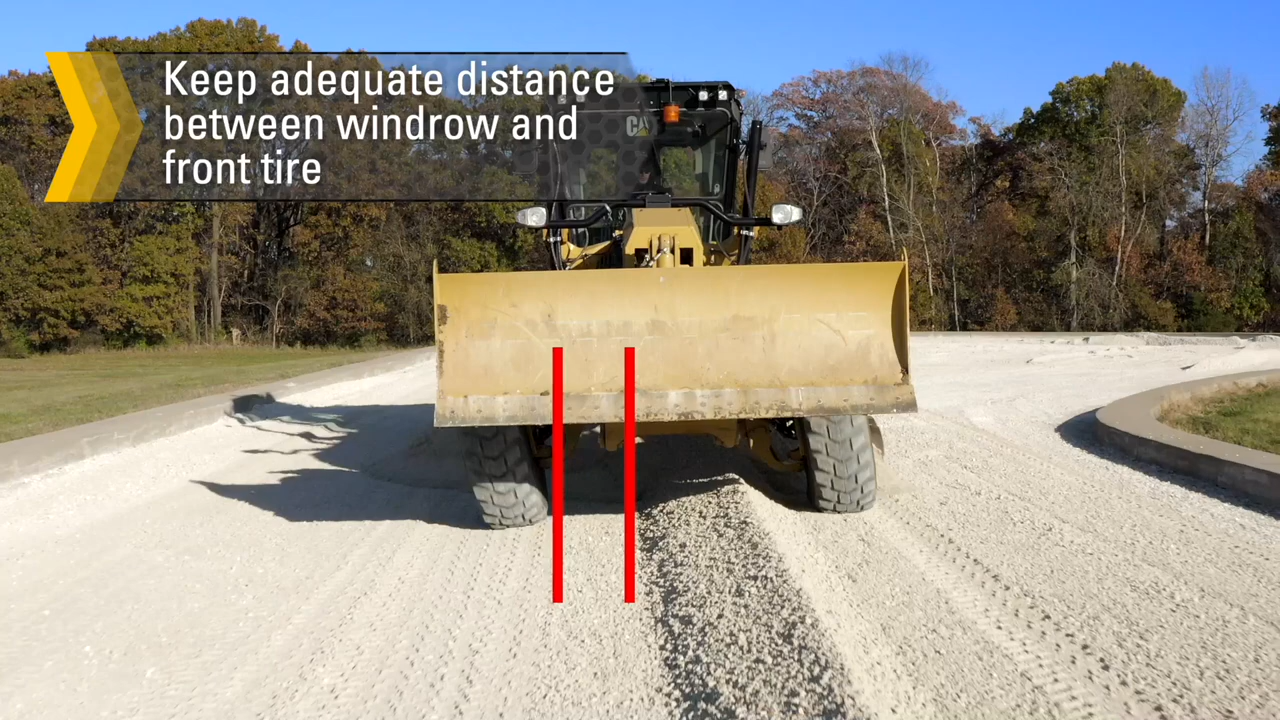 Keep adequate distance
between windrow and
front tire
CAT